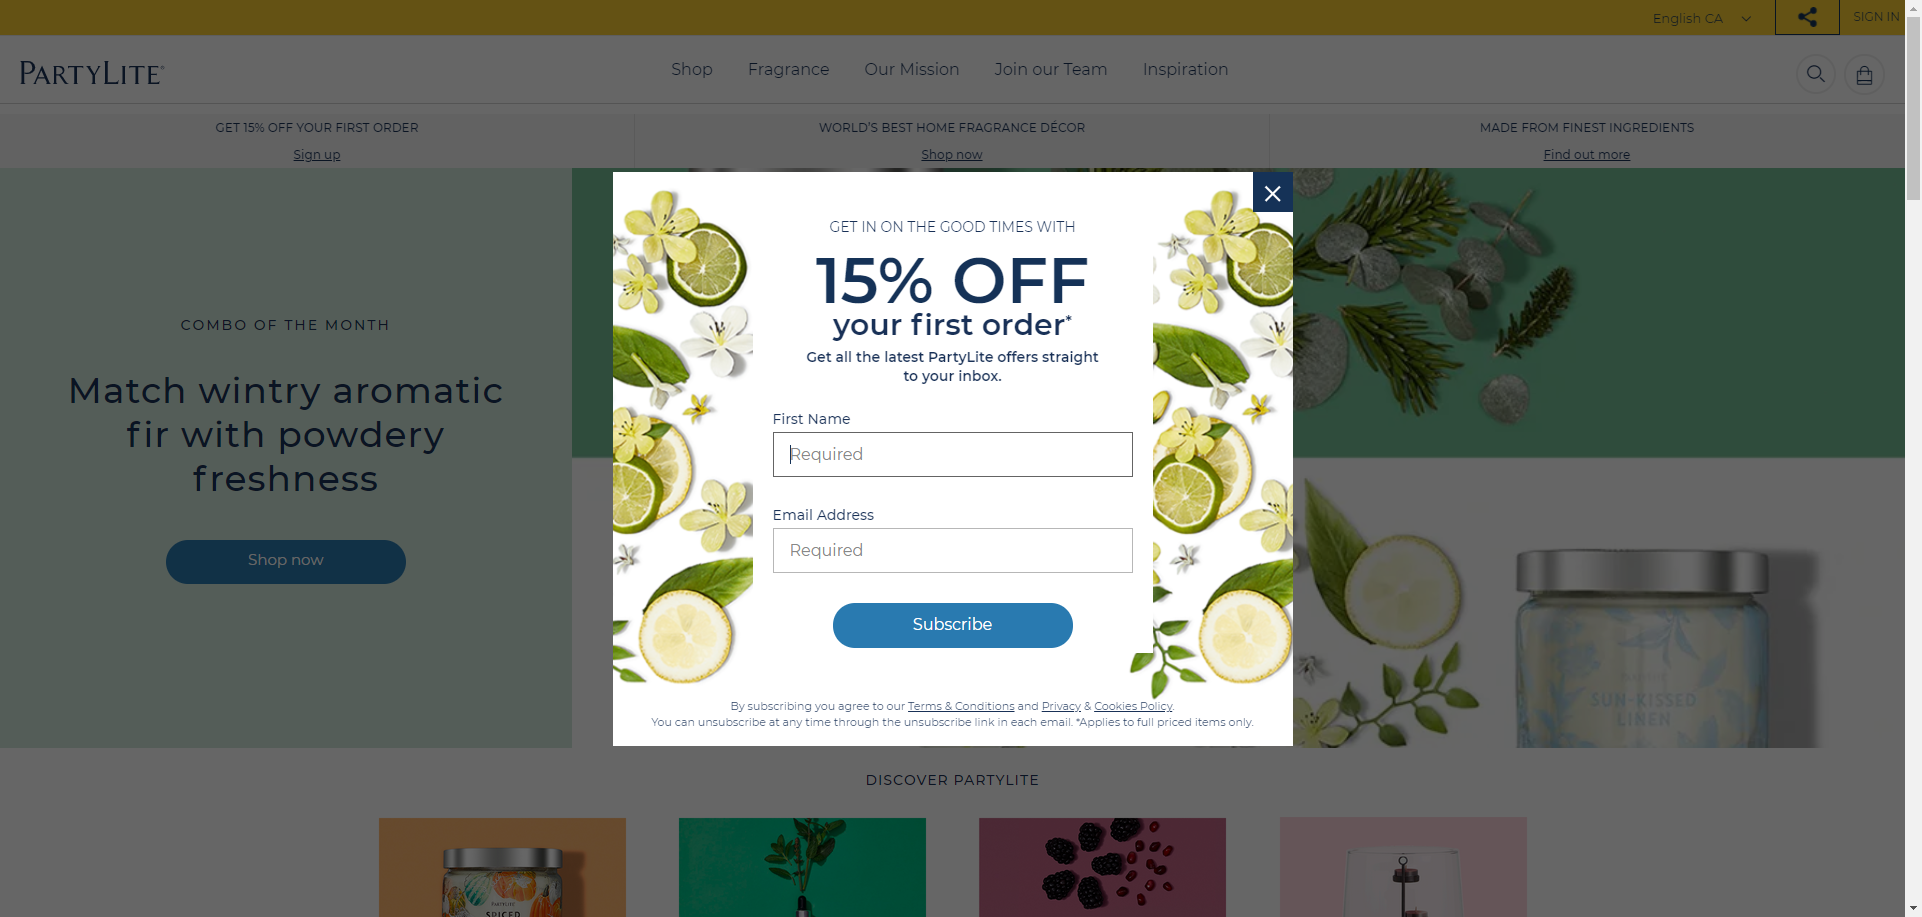 English CA
SIGN IN
PARTYLITE
Shop
Fragrance
Our Mission
Join our Team
Inspiration
GET 15% OFF YOUR FIRST ORDER
Sign up
WORLD'S BEST HOME FRAGRANCE DÉCOR
Shop now
MADE FROM FINEST INGREDIENTS
Find out more
COMBO OF THE MONTH
Match wintry aromatic
fir with powdery
freshness
Shop now
GET IN ON THE GOOD TIMES WITH
15% OFF
your first order*
Get all the latest PartyLite offers straight
to your inbox.
First Name
Required
Email Address
Required
Subscribe
By subscribing you agree to our Terms & Conditions and Privacy & Cookies Policy.
You can unsubscribe at any time through the unsubscribe link in each email. *Applies to full priced items only.
PARTYLITE
SUN-KISSED
LINEN
DISCOVER PARTYLITE
PARTYLITE
SPICED